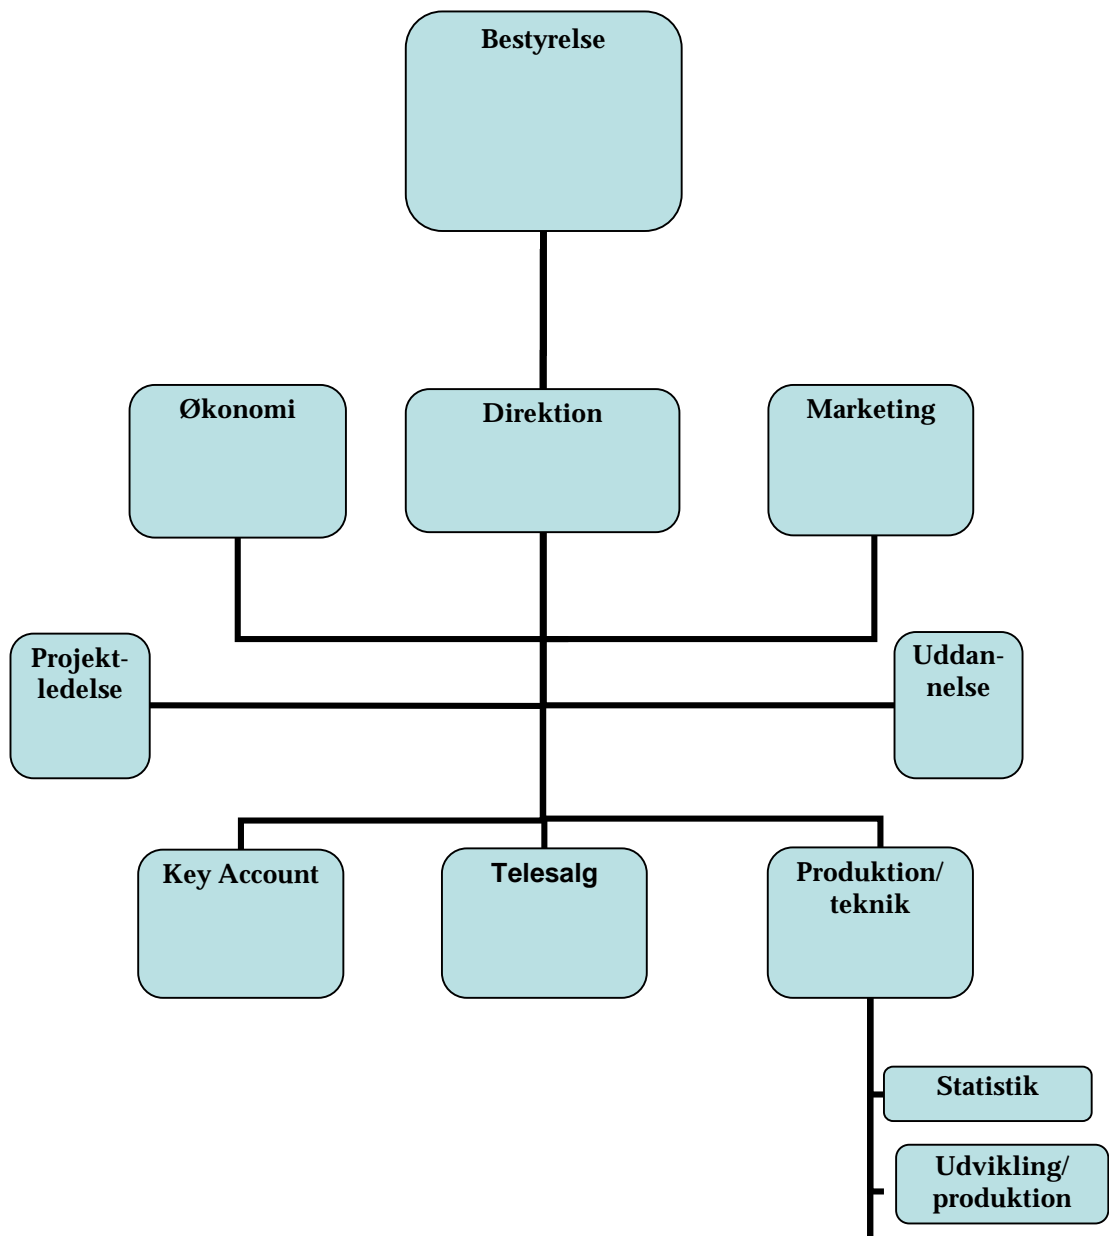 Bestyrelse
Økonomi
Direktion
Marketing
Projekt-
ledelse
Uddan-
nelse
Key Account
Telesalg
Produktion/
teknik
Statistik
Udvikling/
produktion